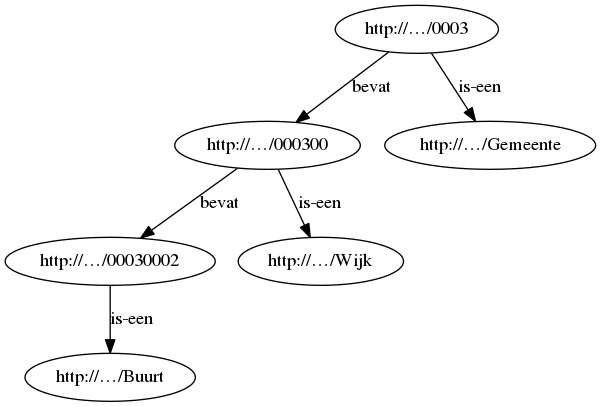 http://…/0003
bevat
is-een
http://…/000300
http://…/Gemeente
bevat
is-een
http://…/00030002
http://…/Wijk
is-een
http://…/Buurt